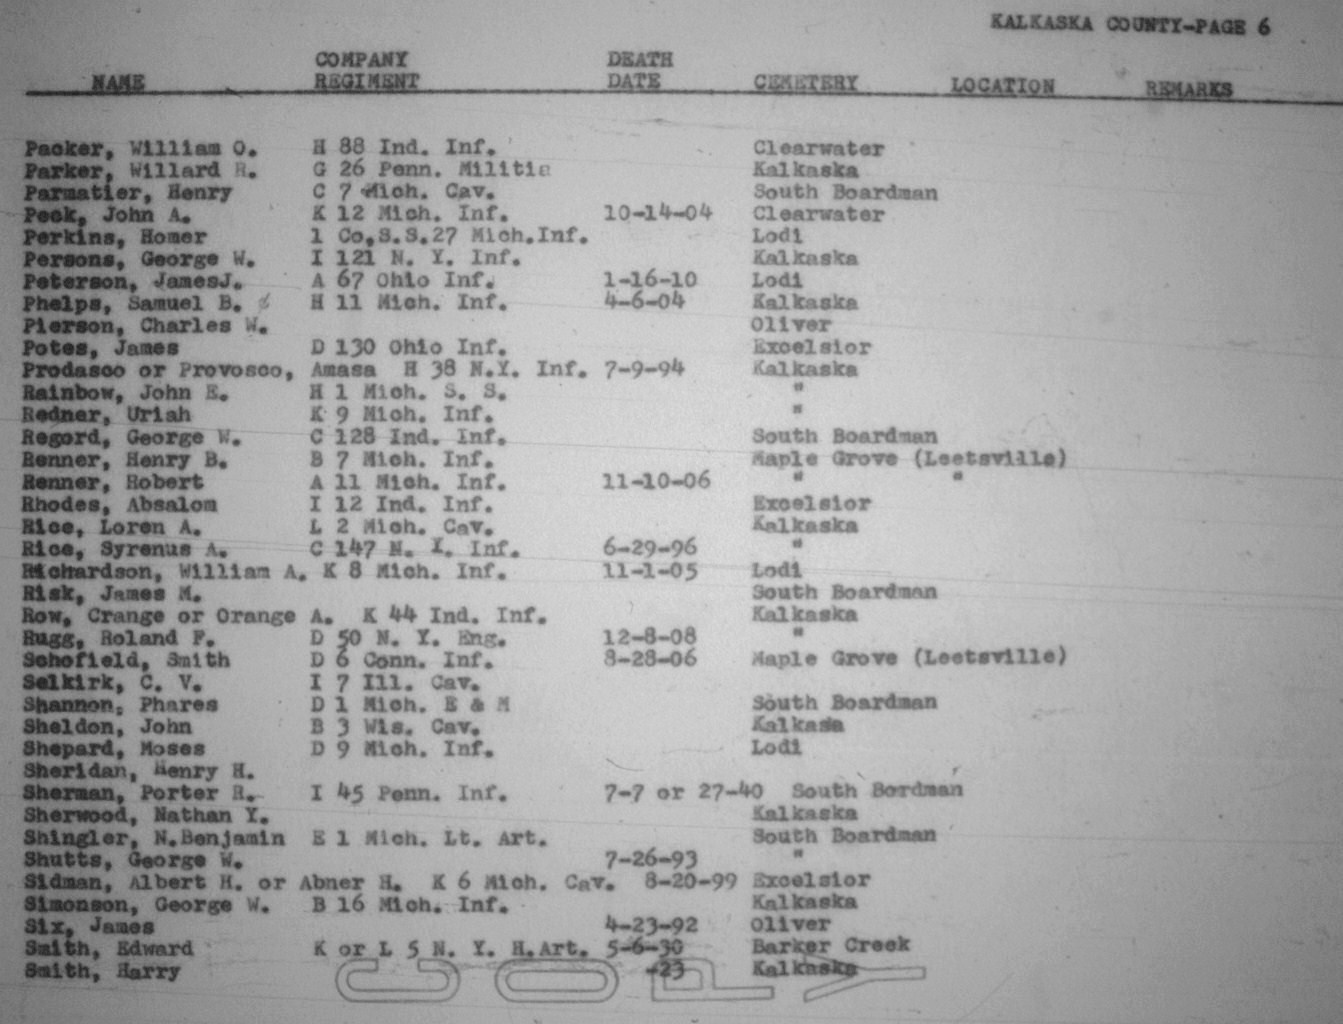 KALKASKA COUNTY-PAGE 6
COMPANY DEATH
NAME REGIMENT DATE CEMETERY LOCATION REMARKS
Packer, William O. H 88 Ind. Inf. Clearwater
Parker, Willard R. G 26 Penn. Militia Kalkaska
Parmatier, Henry C 7 Mich. Cav. South Boardman
Peck, John A. K 12 Mich. Inf. 10-14-04 Clearwater
Perkins, Homer 1 Co.S.S.27 Mich.Inf. Lodi
Persons, George W. I 121 N. Y. Inf. Kalkaska
Peterson, JamesJ. A 67 Ohio Inf. 1-16-10 Lodi
Phelps, Samuel B. H 11 Mich. Inf. 4-6-04 Kalkaska
Pierson, Charles W. Oliver
Potes, James D 130 Ohio Inf. Excelsior
Prodasco or Provosco, Amasa H 38 N.Y. Inf. 7-9-94 Kalkaska
Rainbow, John E. H 1 Mich. S. S. "
Redner, Uriah K 9 Mich. Inf. "
Regord, George W. C 128 Ind. Inf. South Boardman
Renner, Henry B. B 7 Mich. Inf. Maple Grove (Leetsville)
Renner, Robert A 11 Mich. Inf. 11-10-06 " "
Rhodes, Absalom I 12 Ind. Inf. Excelsior
Rice, Loren A. L 2 Mich. Cav. Kalkaska
Rice, Syrenus A. C 147 N. Y. Inf. 6-29-96 "
Richardson, William A. K 8 Mich. Inf. 11-1-05 Lodi
Risk, James M. South Boardman
Row, Crange or Orange A. K 44 Ind. Inf. Kalkaska
Rugg, Roland F. D 50 N. Y. Eng. 12-8-08 "
Schofield, Smith D 6 Conn. Inf. 8-28-06 Maple Grove (Leetsville)
Selkirk, C. V. I 7 Ill. Cav.
Shannon, Phares D 1 Mich. E & M South Boardman
Sheldon, John B 3 Wis. Cav. Kalkasa
Shepard, Moses D 9 Mich. Inf. Lodi
Sheridan, Henry H.
Sherman, Porter R. I 45 Penn. Inf. 7-7 or 27-40 South Bordman
Sherwood, Nathan Y. Kalkaska
Shingler, N.Benjamin E 1 Mich. Lt. Art. South Boardman
Shutts, George W. 7-26-93 "
Sidman, Albert H. or Abner H. K 6 Mich. Cav. 8-20-99 Excelsior
Simonson, George W. B 16 Mich. Inf. Kalkaska
Six, James 4-23-92 Oliver
Smith, Edward K or L 5 N. Y. H.Art. 5-6-30 Barker Creek
Smith, Harry -23 Kalkaska
COPY